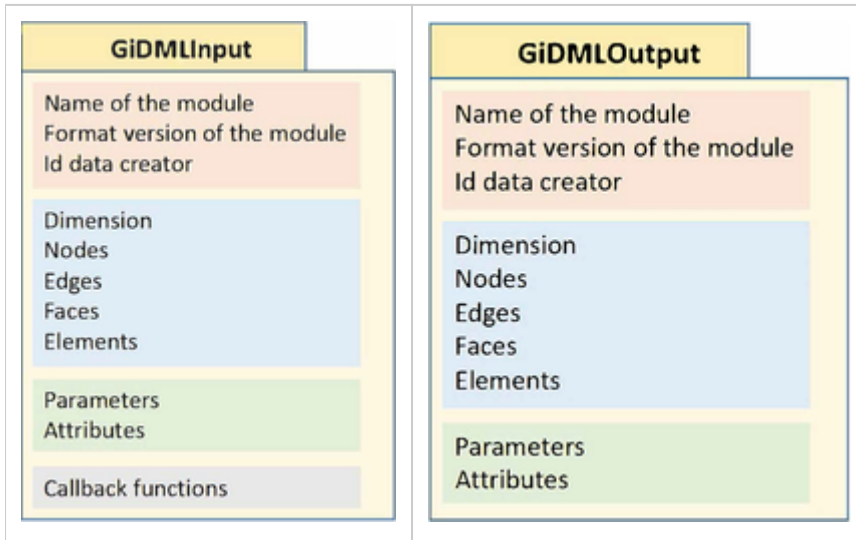 GiDMLInput
Name of the module
Format version of the module
Id data creator
Dimension
Nodes
Edges
Faces
Elements
Parameters
Attributes
Callback functions
GiDMLOutput
Name of the module
Format version of the module
Id data creator
Dimension
Nodes
Edges
Faces
Elements
Parameters
Attributes